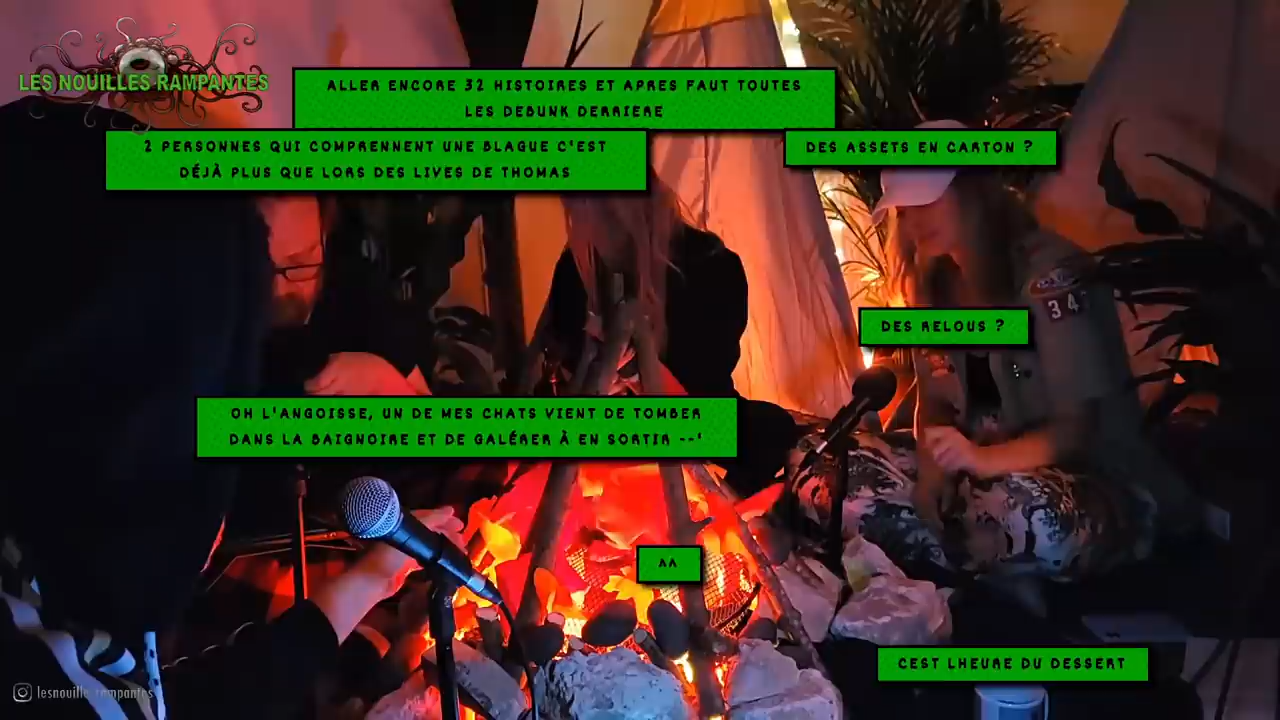 LES NOUILLES RAMPANTES
ALLER ENCORE 32 HISTOIRES ET APRES FAUT TOUTES
LES DEBUNK DERRIERE
2 PERSONNES QUI COMPRENNENT UNE BLAGUE C'EST
DÉJÀ PLUS QUE LORS DES LIVES DE THOMAS
DES ASSETS EN CARTON ?
34
DES RELOUS ?
OH L'ANGOISSE, UN DE MES CHATS VIENT DE TOMBER
DANS LA BAIGNOIRE ET DE GALÉRER À EN SORTIR --'
^^
CEST LHEURE DU DESSERT
lesnouilles_rampantes